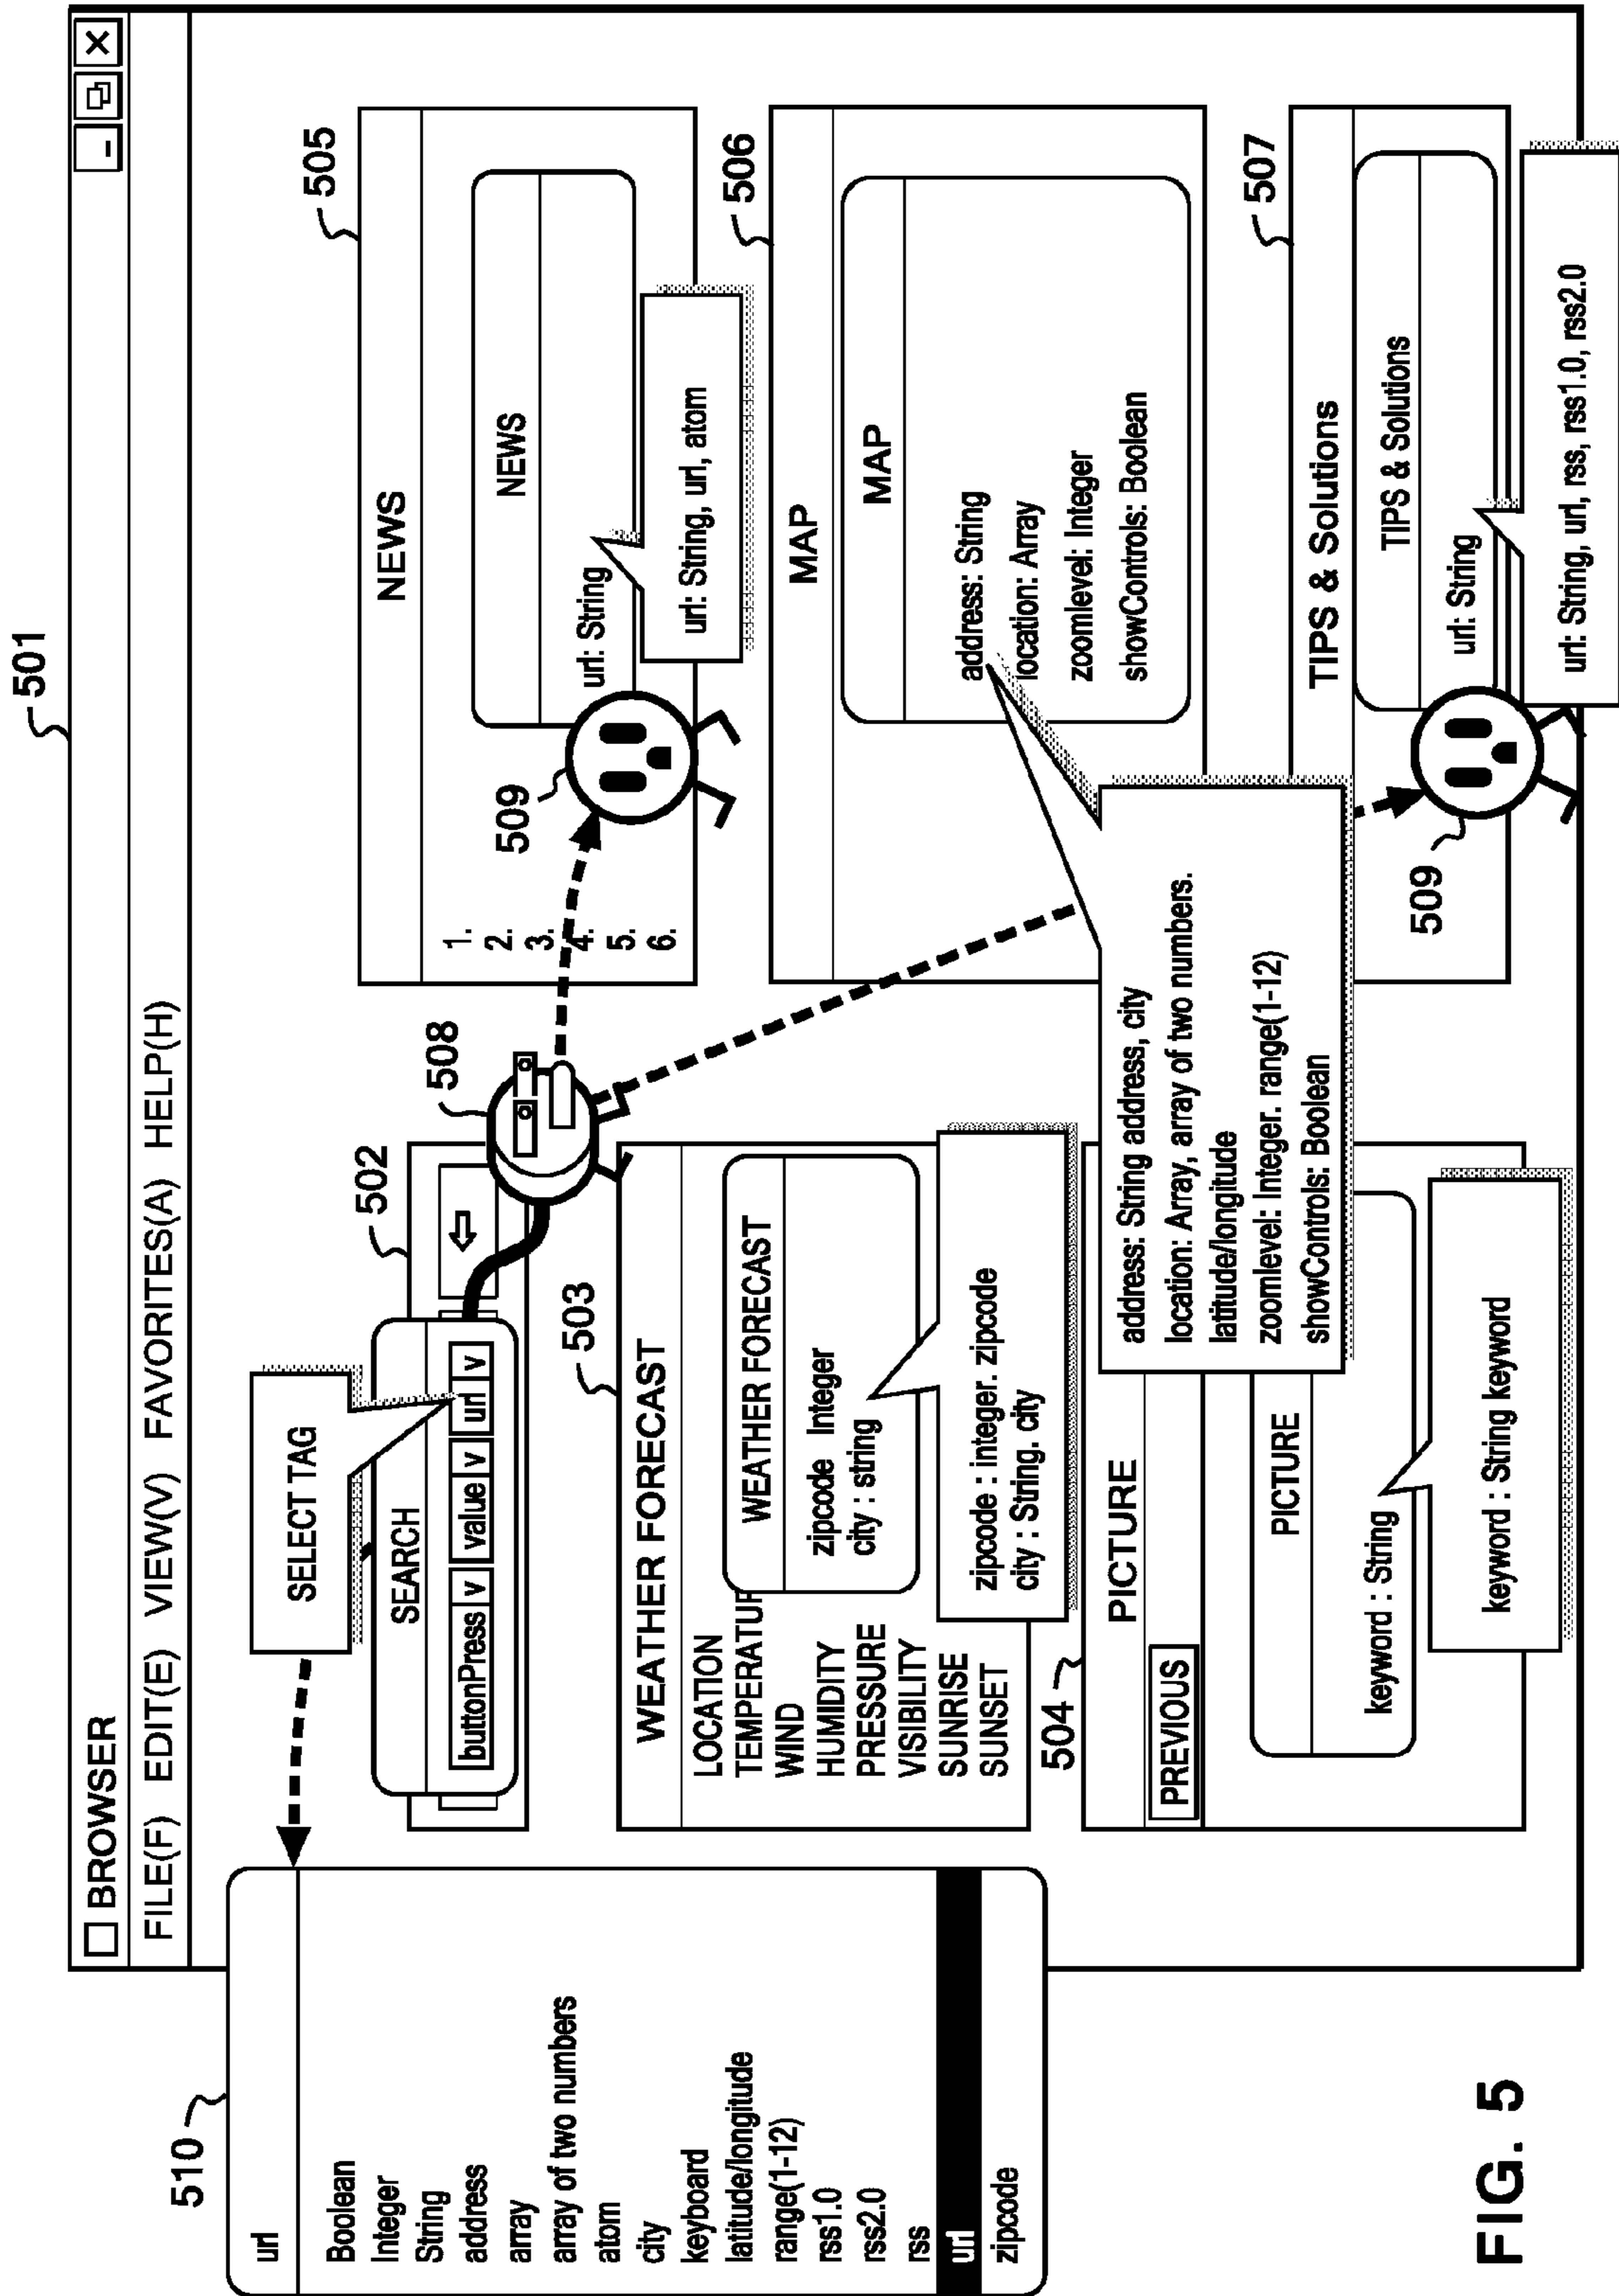 501
BROWSER
- X
FILE(F) EDIT(E) VIEW(V) FAVORITES(A) HELP(H)
510
url
Boolean
Integer
String
address
array
array of two numbers
atom
city
keyboard
latitude/longitude
range(1-12)
rss1.0
rss2.0
rss
url
zipcode
SELECT TAG
502
SEARCH
buttonPress v value v url v
508
503
WEATHER FORECAST
LOCATION
TEMPERATUR
WIND
HUMIDITY
PRESSURE
VISIBILITY
SUNRISE
SUNSET
WEATHER FORECAST
zipcode Integer
city : string
zipcode : integer. zipcode
city : String. city
504
PICTURE
PREVIOUS
PICTURE
keyword : String
keyword : String keyword
505
NEWS
1.
2.
3.
4.
5.
6.
NEWS
url: String
url: String, url, atom
509
506
MAP
MAP
address: String
location: Array
zoomlevel: Integer
showControls: Boolean
address: String address, city
location: Array, array of two numbers.
latitude/longitude
zoomlevel: Integer. range(1-12)
showControls: Boolean
507
TIPS & Solutions
TIPS & Solutions
url: String
url: String, url, rss, rss1.0, rss2.0
509
FIG. 5